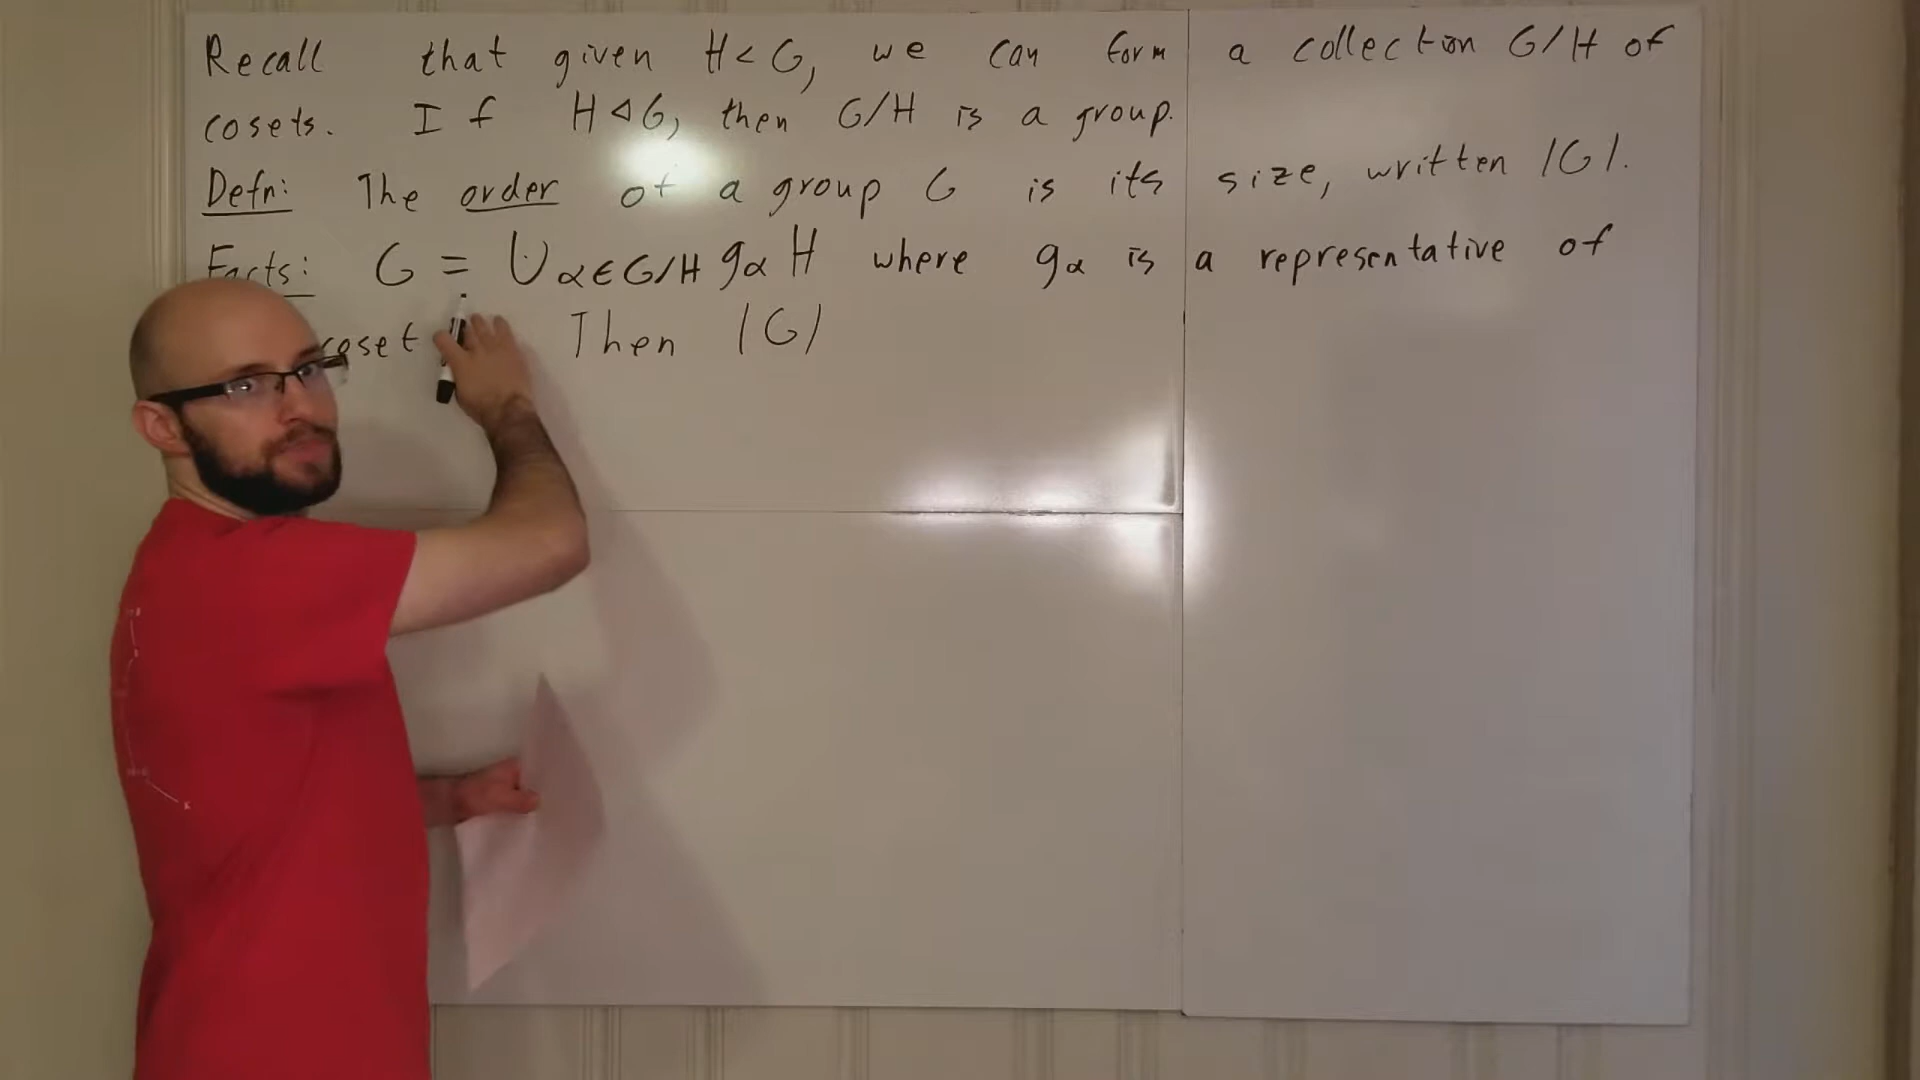 Recall that given H<G, we can form a collection G/H of
cosets. If H⊲G, then G/H is a group.
Defn: The order of a group G is its size, written |G|.
Facts: G = ∪̇ α∈G/H gα H where gα is a representative of
coset Then |G|